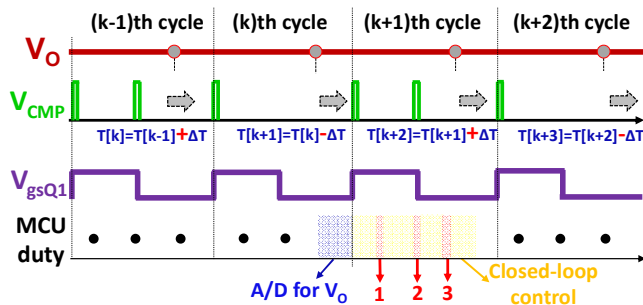 (k-1)th cycle (k)th cycle (k+1)th cycle (k+2)th cycle
VO
VCMP
T[k]=T[k-1]+ΔT T[k+1]=T[k]-ΔT T[k+2]=T[k+1]+ΔT T[k+3]=T[k+2]-ΔT
VgsQ1
MCU
duty
A/D for VO
1 2 3
Closed-loop
control